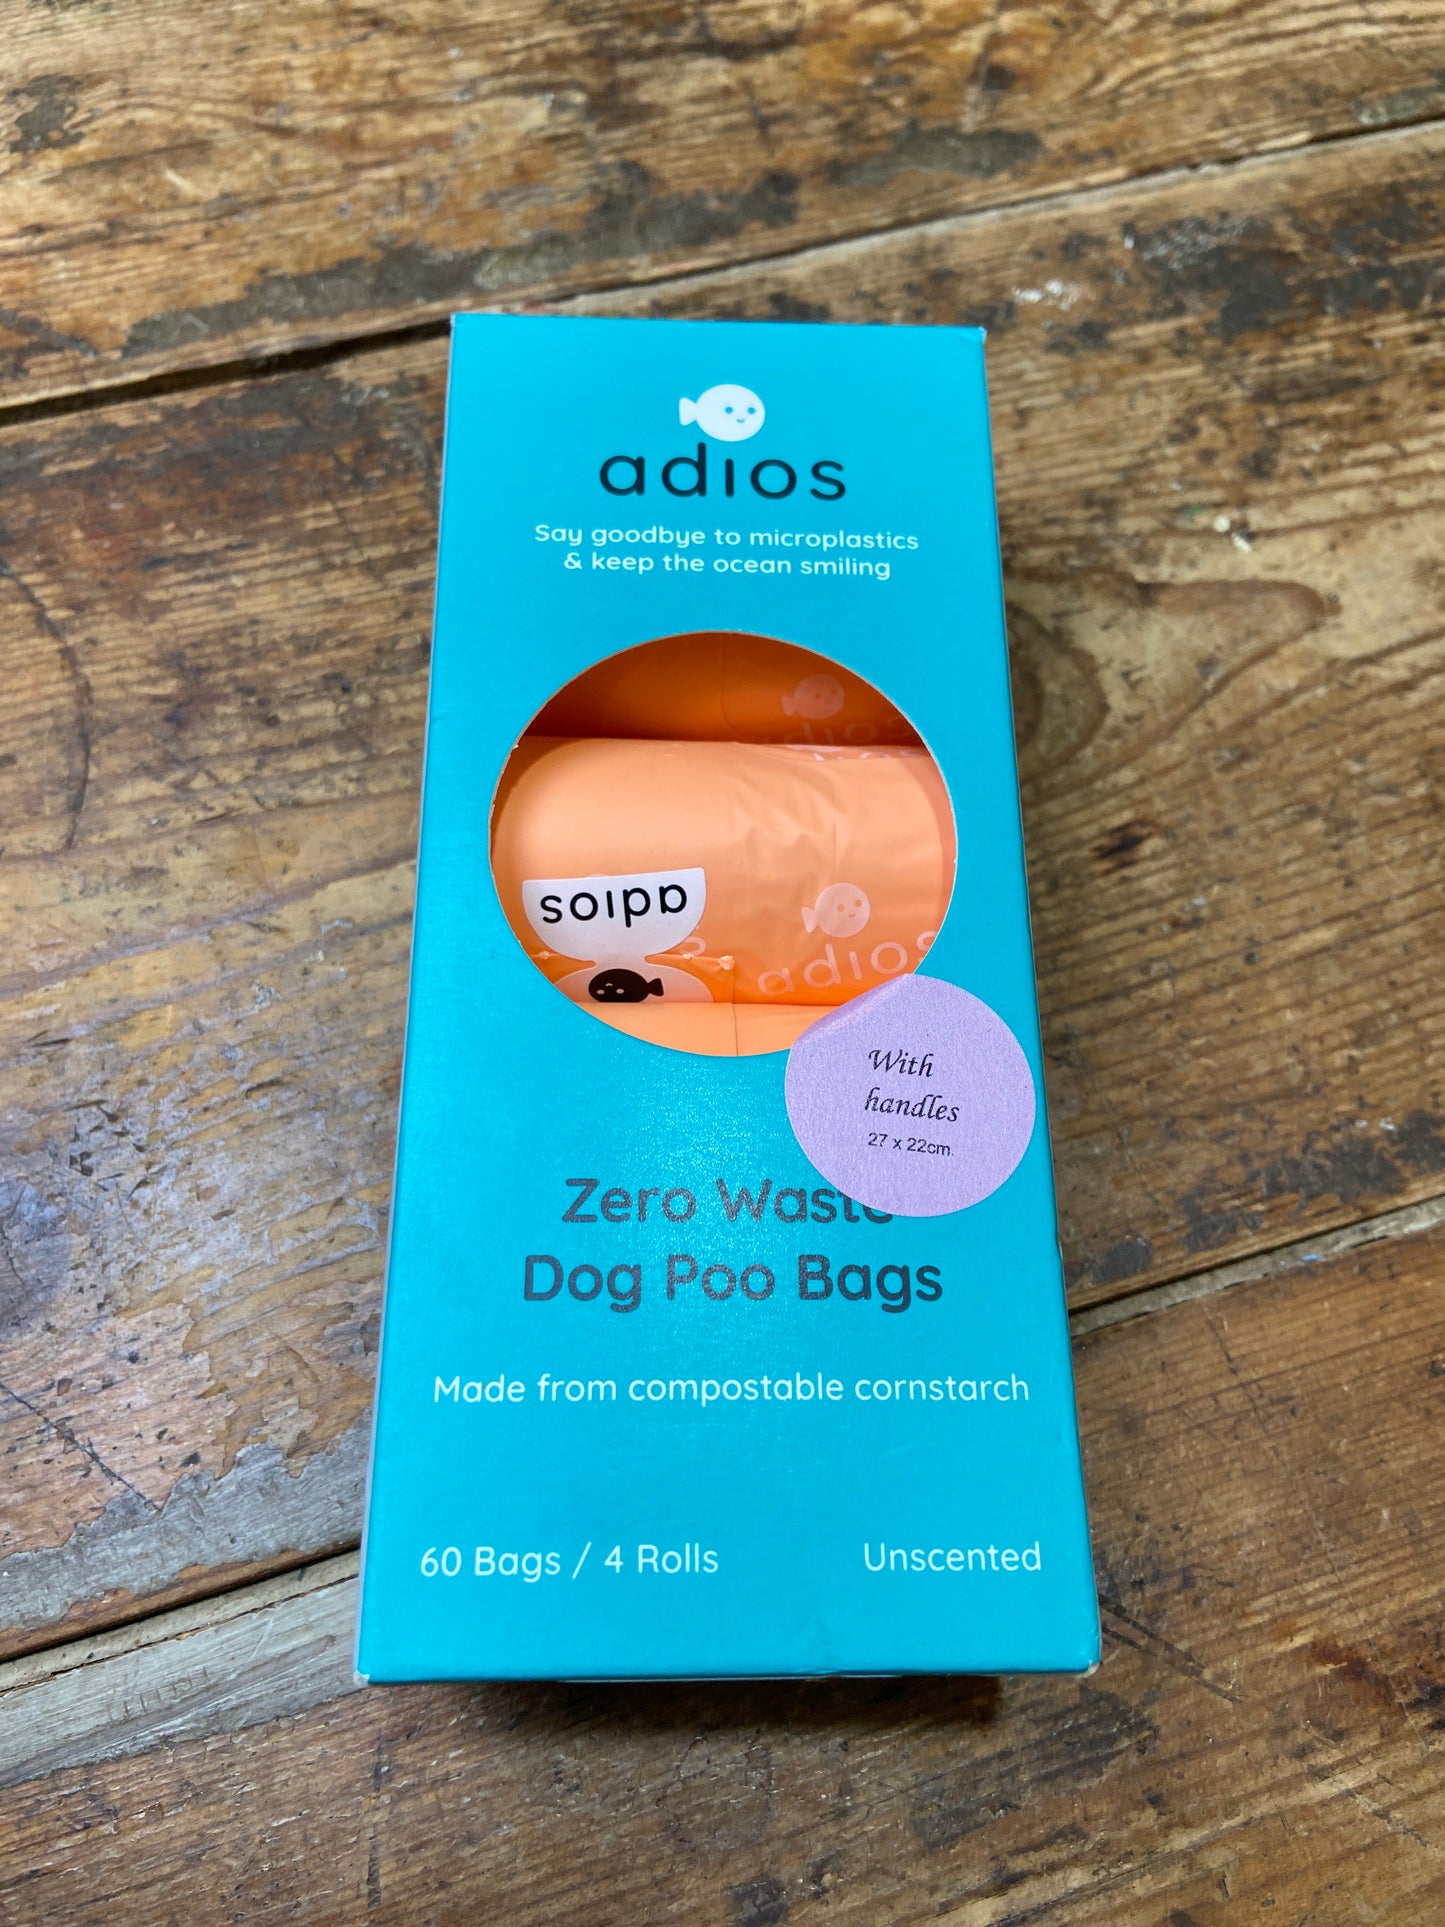 adios
Say goodbye to microplastics
& keep the ocean smiling
adios
adios
adios
With
handles
27 x 22cm.
Zero Waste
Dog Poo Bags
Made from compostable cornstarch
60 Bags / 4 Rolls
Unscented